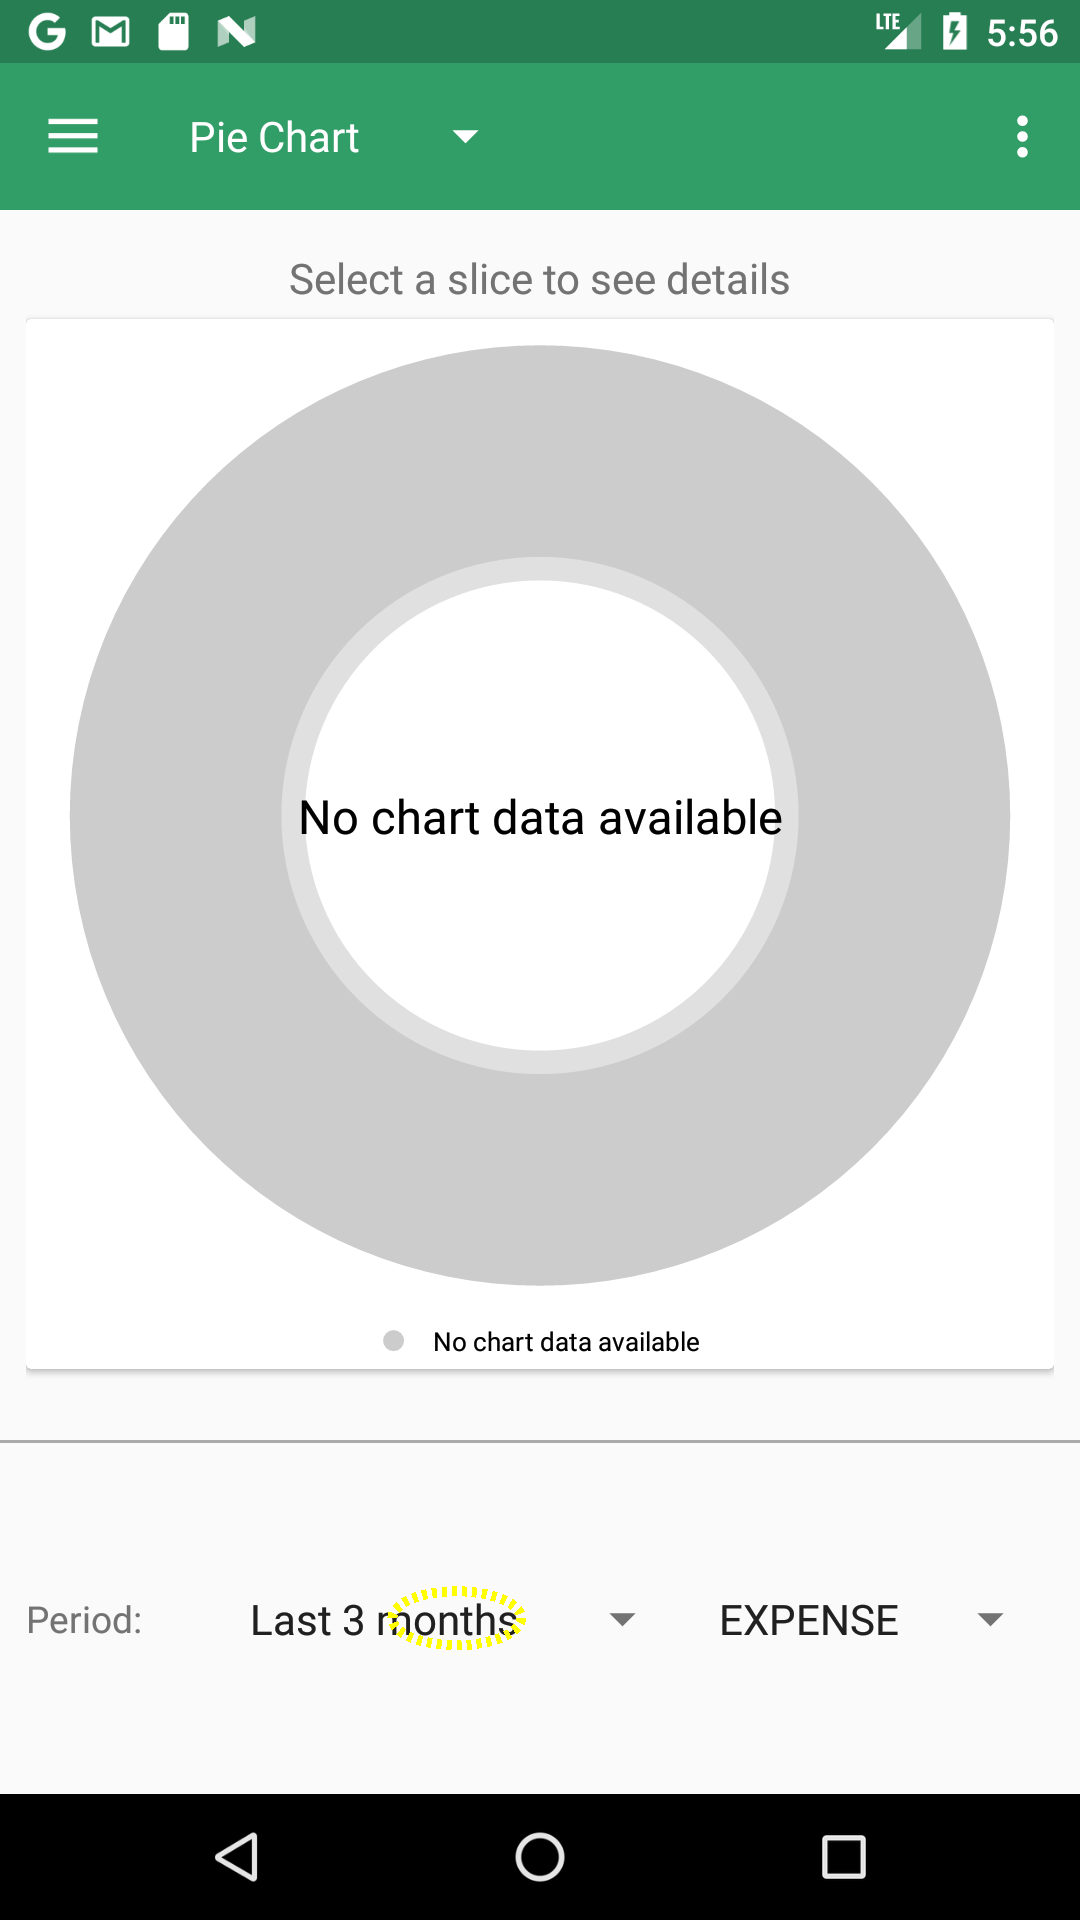 LTE 5:56
Pie Chart
Select a slice to see details
No chart data available
No chart data available
Period: Last 3 months EXPENSE